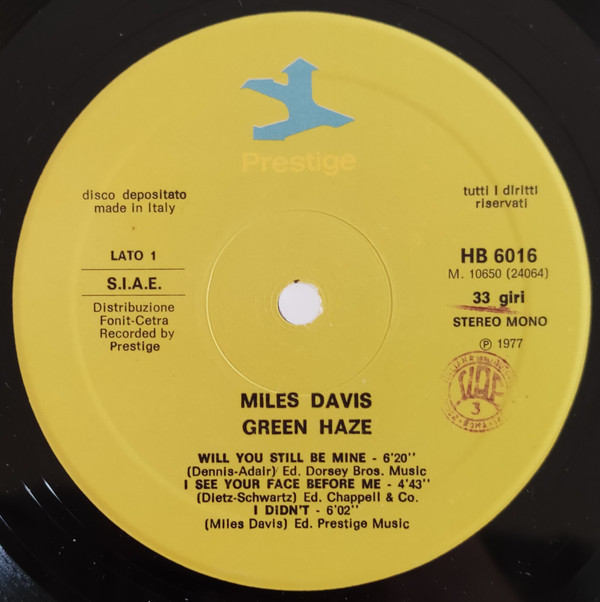 Prestige
disco depositato
made in Italy
tutti I diritti
riservati
LATO 1
S.I.A.E.
Distribuzione
Fonit-Cetra
Recorded by
Prestige
HB 6016
M. 10650 (24064)
33 giri
STEREO MONO
℗ 1977
3
MILES DAVIS
GREEN HAZE
WILL YOU STILL BE MINE - 6'20''
(Dennis-Adair) Ed. Dorsey Bros. Music
I SEE YOUR FACE BEFORE ME - 4'43''
(Dietz-Schwartz) Ed. Chappell & Co.
I DIDN'T - 6'02''
(Miles Davis) Ed. Prestige Music